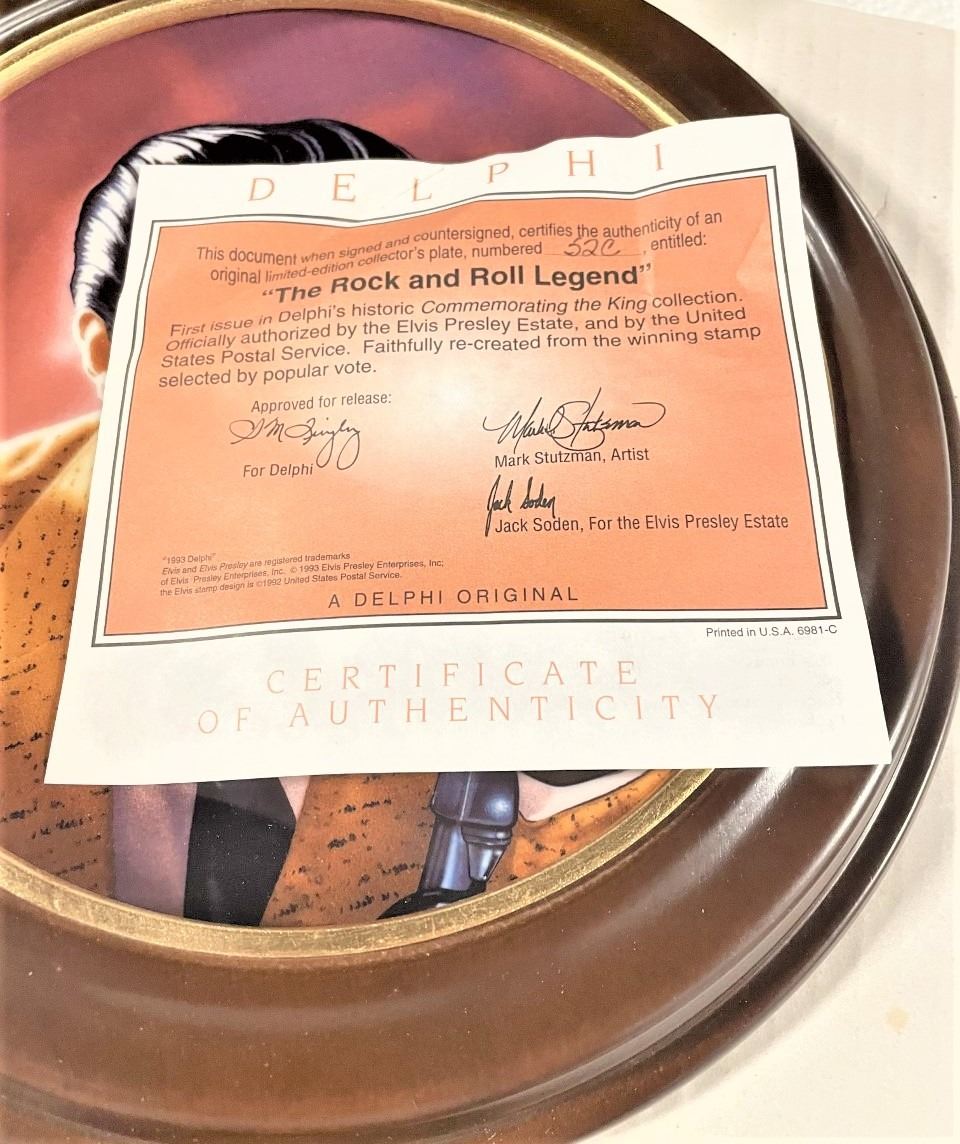 DELPHI
This document when signed and countersigned, certifies the authenticity of an
original limited-edition collector's plate, numbered 52C, entitled:
"The Rock and Roll Legend"
First issue in Delphi's historic Commemorating the King collection.
Officially authorized by the Elvis Presley Estate, and by the United
States Postal Service. Faithfully re-created from the winning stamp
selected by popular vote.
Approved for release:
For Delphi
Mark Stutzman
Mark Stutzman, Artist
Jack Soden
Jack Soden, For the Elvis Presley Estate
"1993 Delphi"
Elvis and Elvis Presley are registered trademarks
of Elvis Presley Enterprises, Inc. © 1993 Elvis Presley Enterprises, Inc;
the Elvis stamp design is ©1992 United States Postal Service.
A DELPHI ORIGINAL
Printed in U.S.A. 6981-C
CERTIFICATE
OF AUTHENTICITY